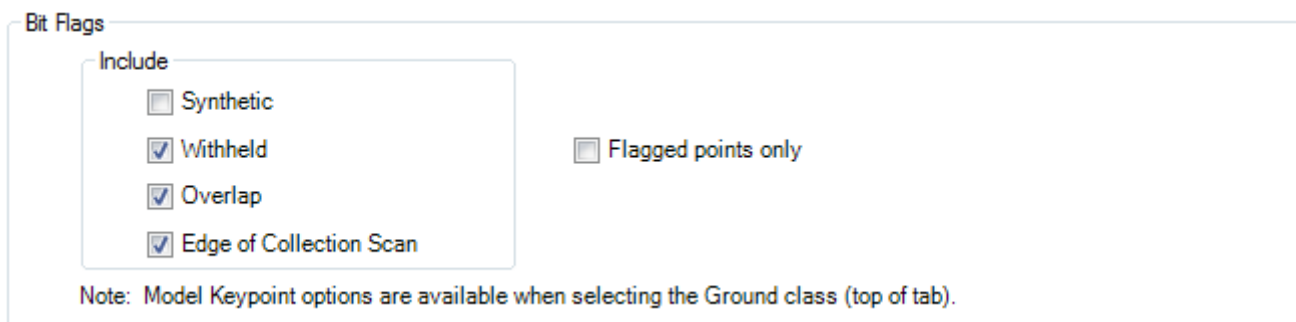 Bit Flags
Include
Synthetic
Withheld
Flagged points only
Overlap
Edge of Collection Scan
Note: Model Keypoint options are available when selecting the Ground class (top of tab).